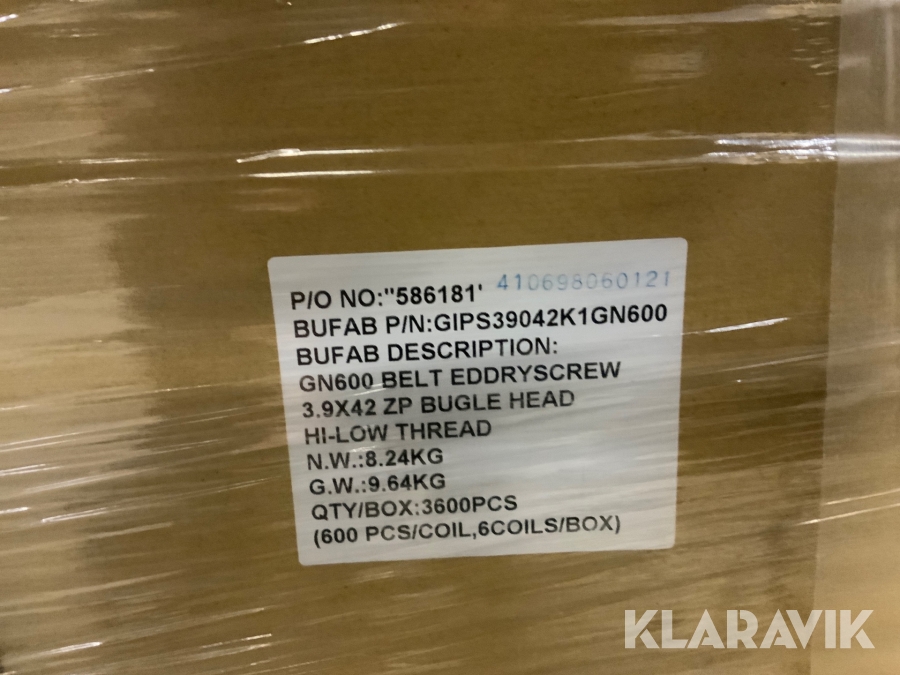 P/O NO:"586181' 410698060121
BUFAB P/N:GIPS39042K1GN600
BUFAB DESCRIPTION:
GN600 BELT EDDRYSCREW
3.9X42 ZP BUGLE HEAD
HI-LOW THREAD
N.W.:8.24KG
G.W.:9.64KG
QTY/BOX:3600PCS
(600 PCS/COIL,6COILS/BOX)
KLARAVIK